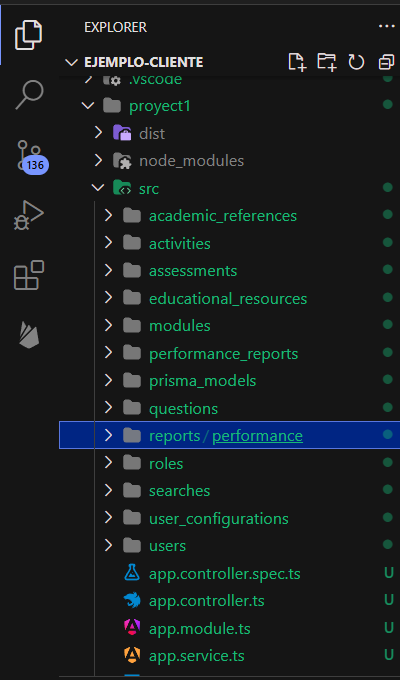 EXPLORER
EJEMPLO-CLIENTE
.vscode
proyect1
dist
node_modules
136
src
academic_references
activities
assessments
educational_resources
modules
performance_reports
prisma_models
questions
reports / performance
roles
searches
user_configurations
users
app.controller.spec.ts U
app.controller.ts U
app.module.ts U
app.service.ts U